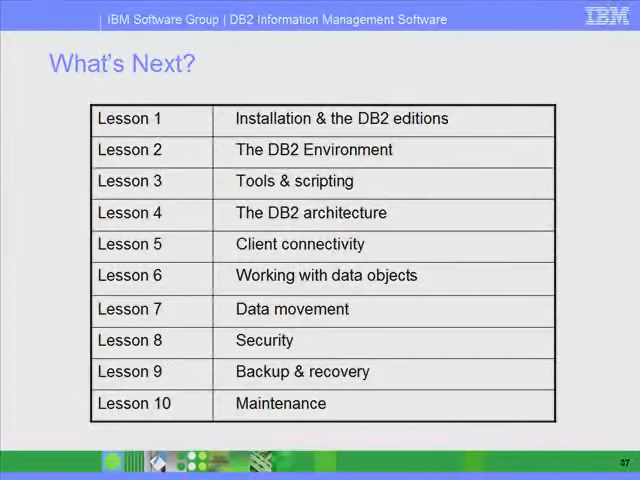 IBM Software Group | DB2 Information Management Software
IBM
What's Next?
Lesson 1 Installation & the DB2 editions
Lesson 2 The DB2 Environment
Lesson 3 Tools & scripting
Lesson 4 The DB2 architecture
Lesson 5 Client connectivity
Lesson 6 Working with data objects
Lesson 7 Data movement
Lesson 8 Security
Lesson 9 Backup & recovery
Lesson 10 Maintenance
37